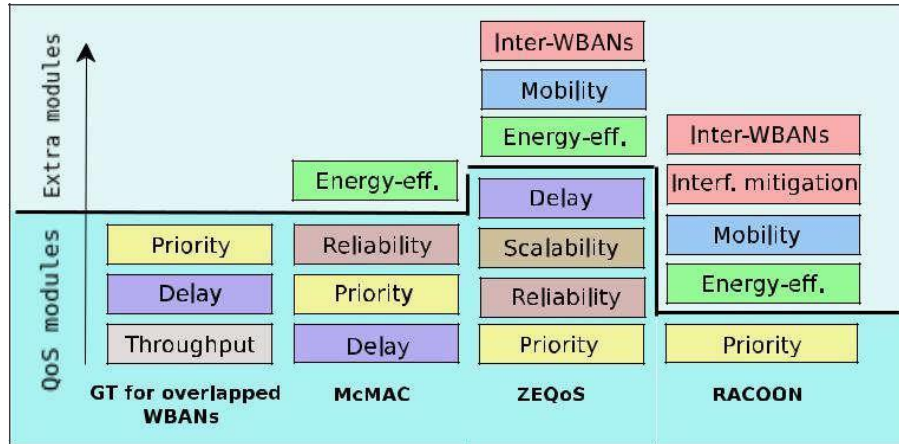 Extra modules
QoS modules
Priority
Delay
Throughput
GT for overlapped
WBANs
Energy-eff.
Reliability
Priority
Delay
McMAC
Inter-WBANs
Mobility
Energy-eff.
Delay
Scalability
Reliability
Priority
ZEQoS
Inter-WBANs
Interf. mitigation
Mobility
Energy-eff.
Priority
RACOON